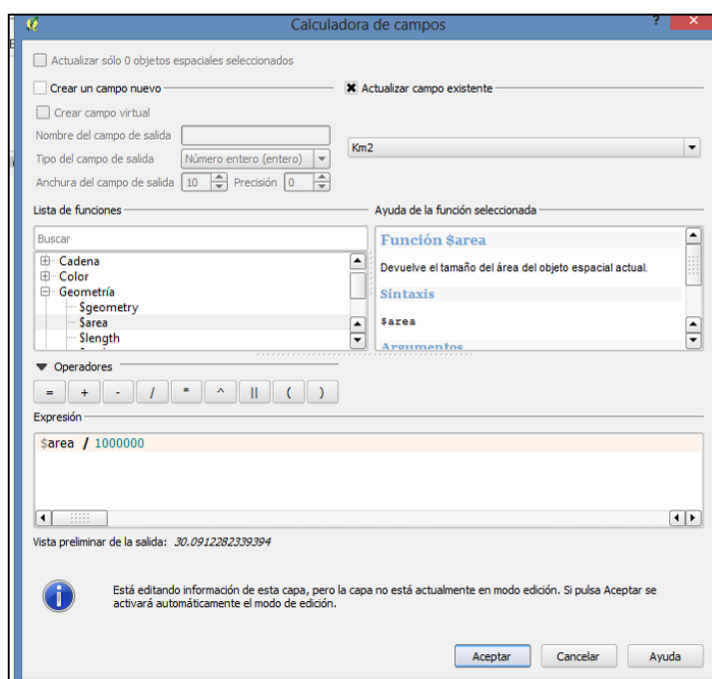 Calculadora de campos
?
Actualizar sólo 0 objetos espaciales seleccionados
Crear un campo nuevo
Actualizar campo existente
Crear campo virtual
Nombre del campo de salida
Tipo del campo de salida Número entero (entero)
Anchura del campo de salida 10 Precisión 0
Km2
Lista de funciones
Buscar
Cadena
Color
Geometría
$geometry
$area
$length
Ayuda de la función seleccionada
Función $area
Devuelve el tamaño del área del objeto espacial actual.
Sintaxis
$area
Argumentos
Operadores
= + - / * ^ || ( )
Expresión
$area / 1000000
Vista preliminar de la salida: 30.0912282339394
Está editando información de esta capa, pero la capa no está actualmente en modo edición. Si pulsa Aceptar se
activará automáticamente el modo de edición.
Aceptar Cancelar Ayuda